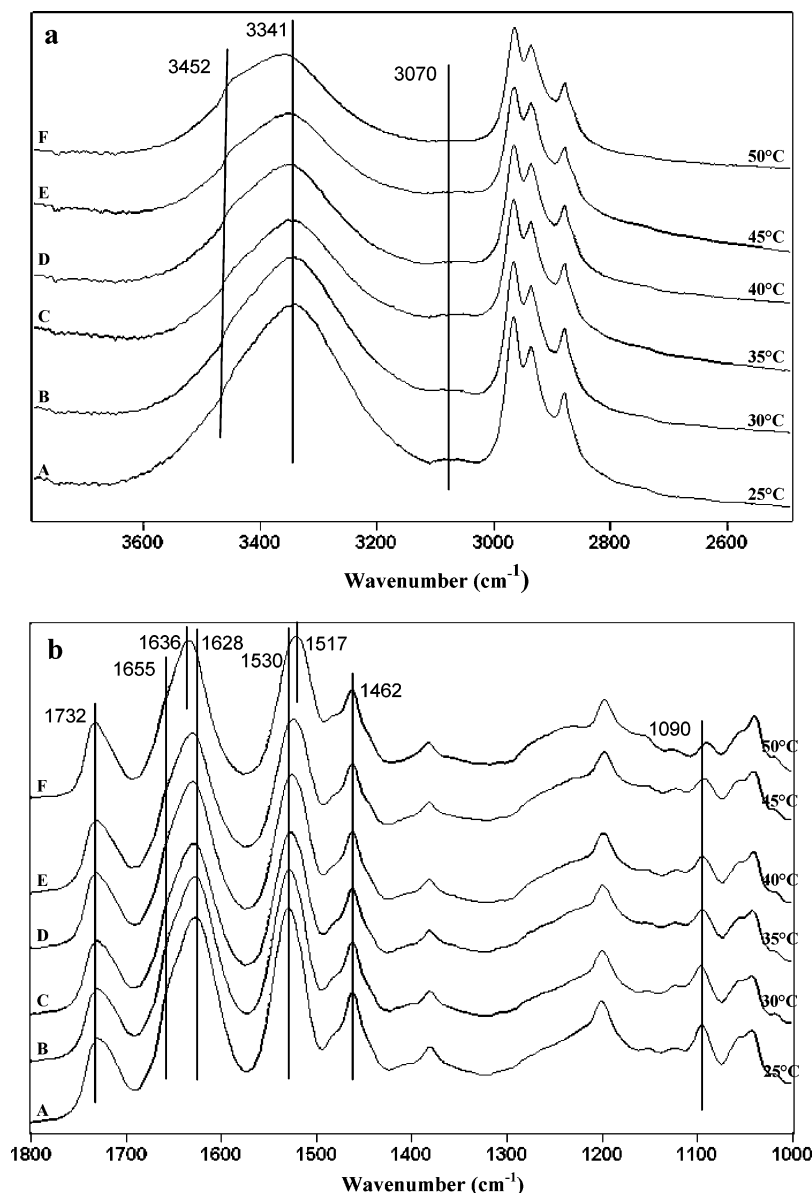 a
3341
3452
3070
F
50°C
E
45°C
D
40°C
C
35°C
B
30°C
A
25°C
3600 3400 3200 3000 2800 2600
Wavenumber (cm-1)
b
1636 1628 1517
1655 1530
1732 1462
1090
50°C
F
45°C
E
40°C
D
35°C
C
30°C
B
25°C
A
1800 1700 1600 1500 1400 1300 1200 1100 1000
Wavenumber (cm-1)